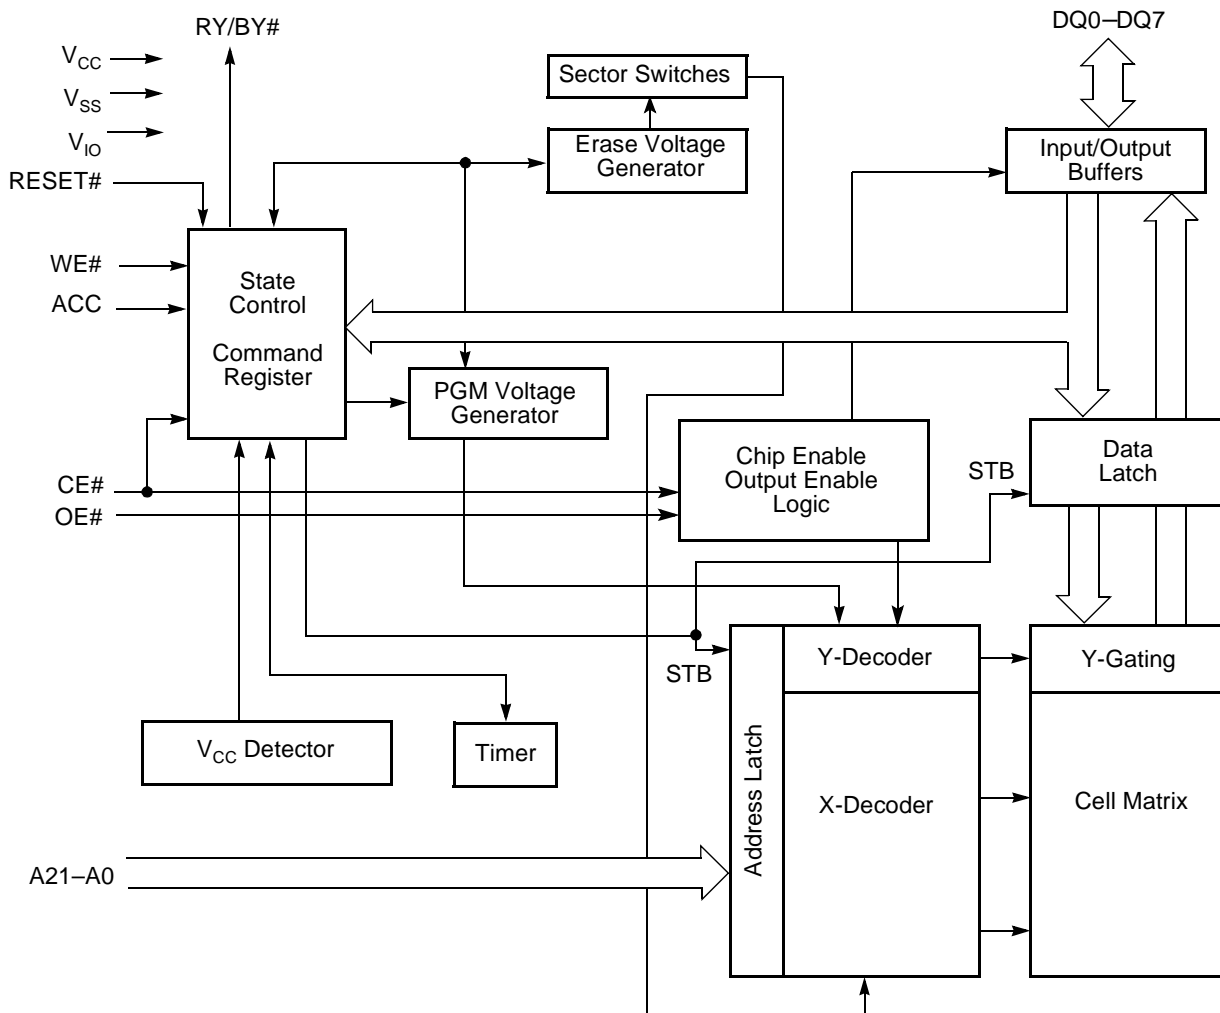 RY/BY#
DQ0–DQ7
VCC
VSS
VIO
RESET#
Sector Switches
Erase Voltage
Generator
Input/Output
Buffers
WE#
ACC
State
Control
Command
Register
PGM Voltage
Generator
Chip Enable
Output Enable
Logic
Data
Latch
STB
CE#
OE#
STB
Y-Decoder
Y-Gating
VCC Detector
Timer
Address Latch
X-Decoder
Cell Matrix
A21–A0